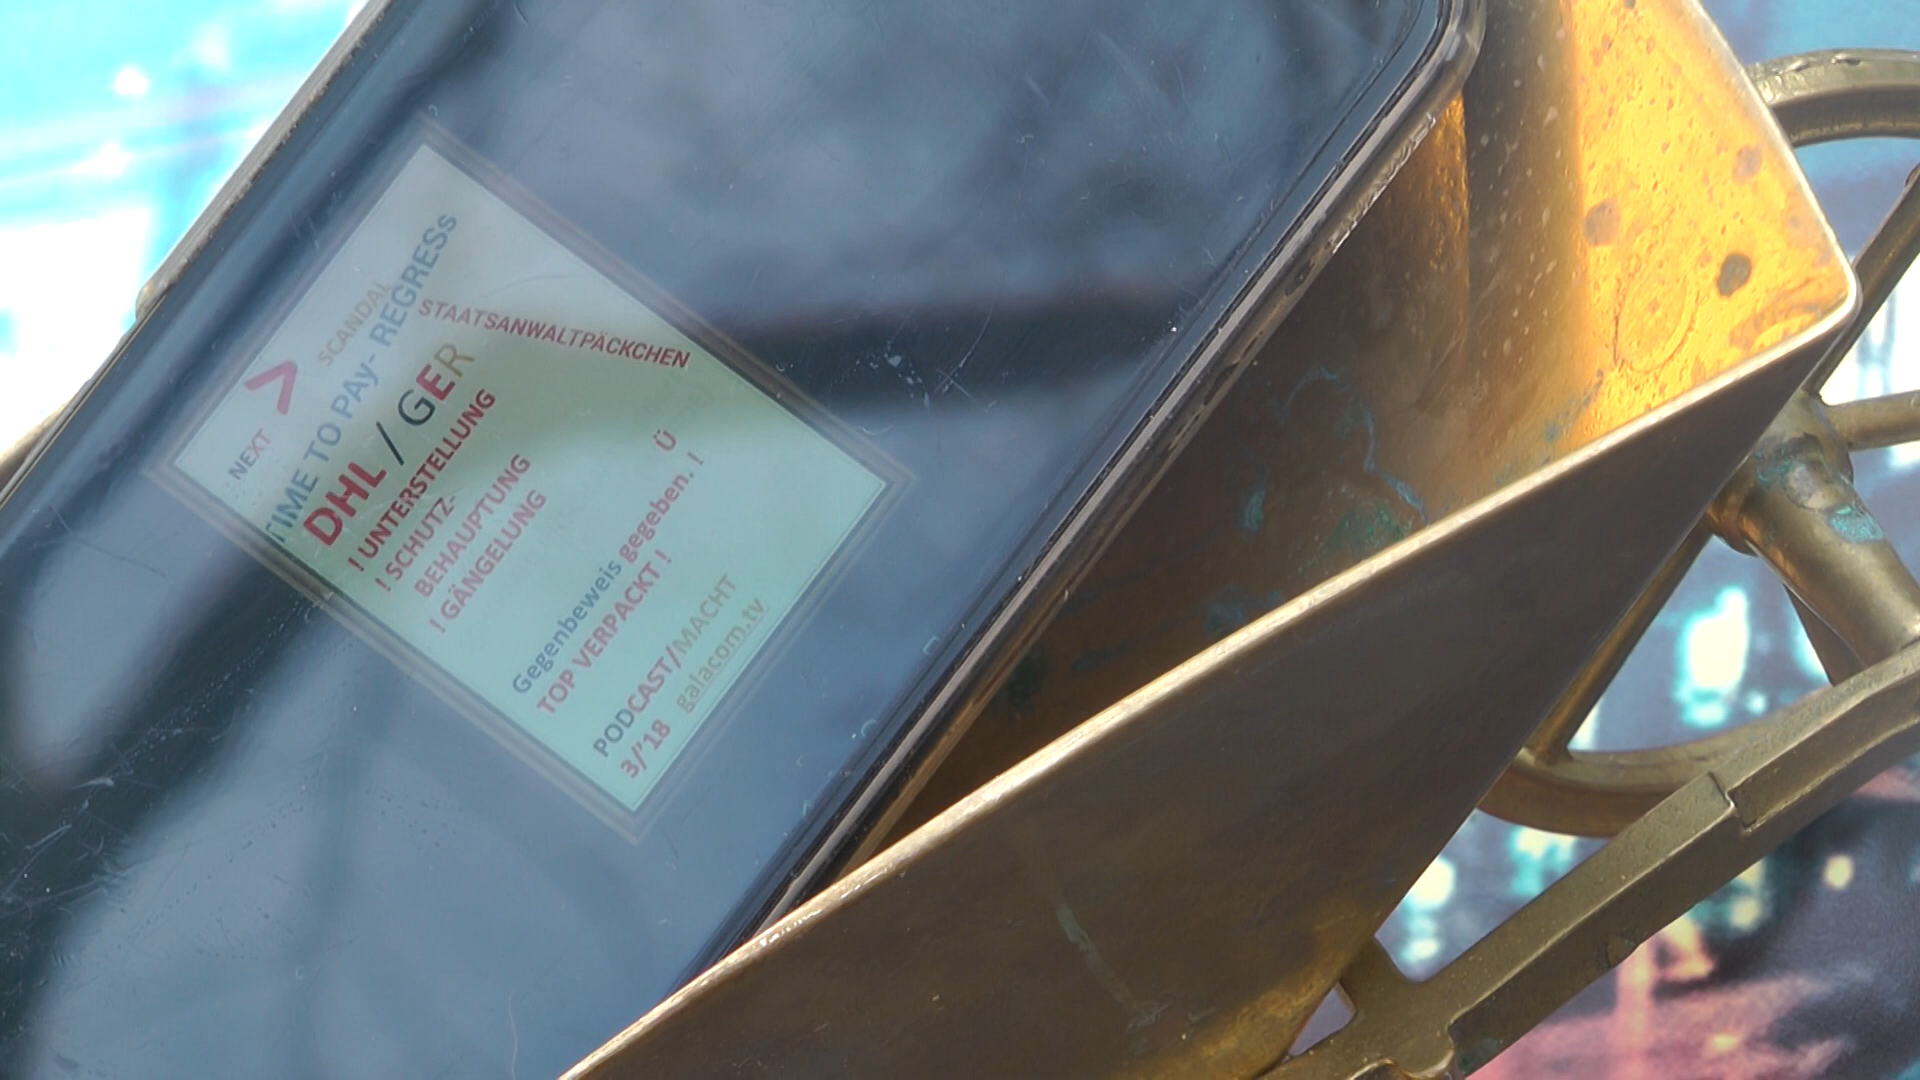 NEXT >
SCANDAL
TIME TO PAy- REGRESs
DHL / GER
STAATSANWALTPÄCKCHEN
! UNTERSTELLUNG
! SCHUTZ-
BEHAUPTUNG
! GÄNGELUNG
Ü
Gegenbeweis gegeben. !
TOP VERPACKT !
PODCAST/MACHT
3/'18 galacom.tv